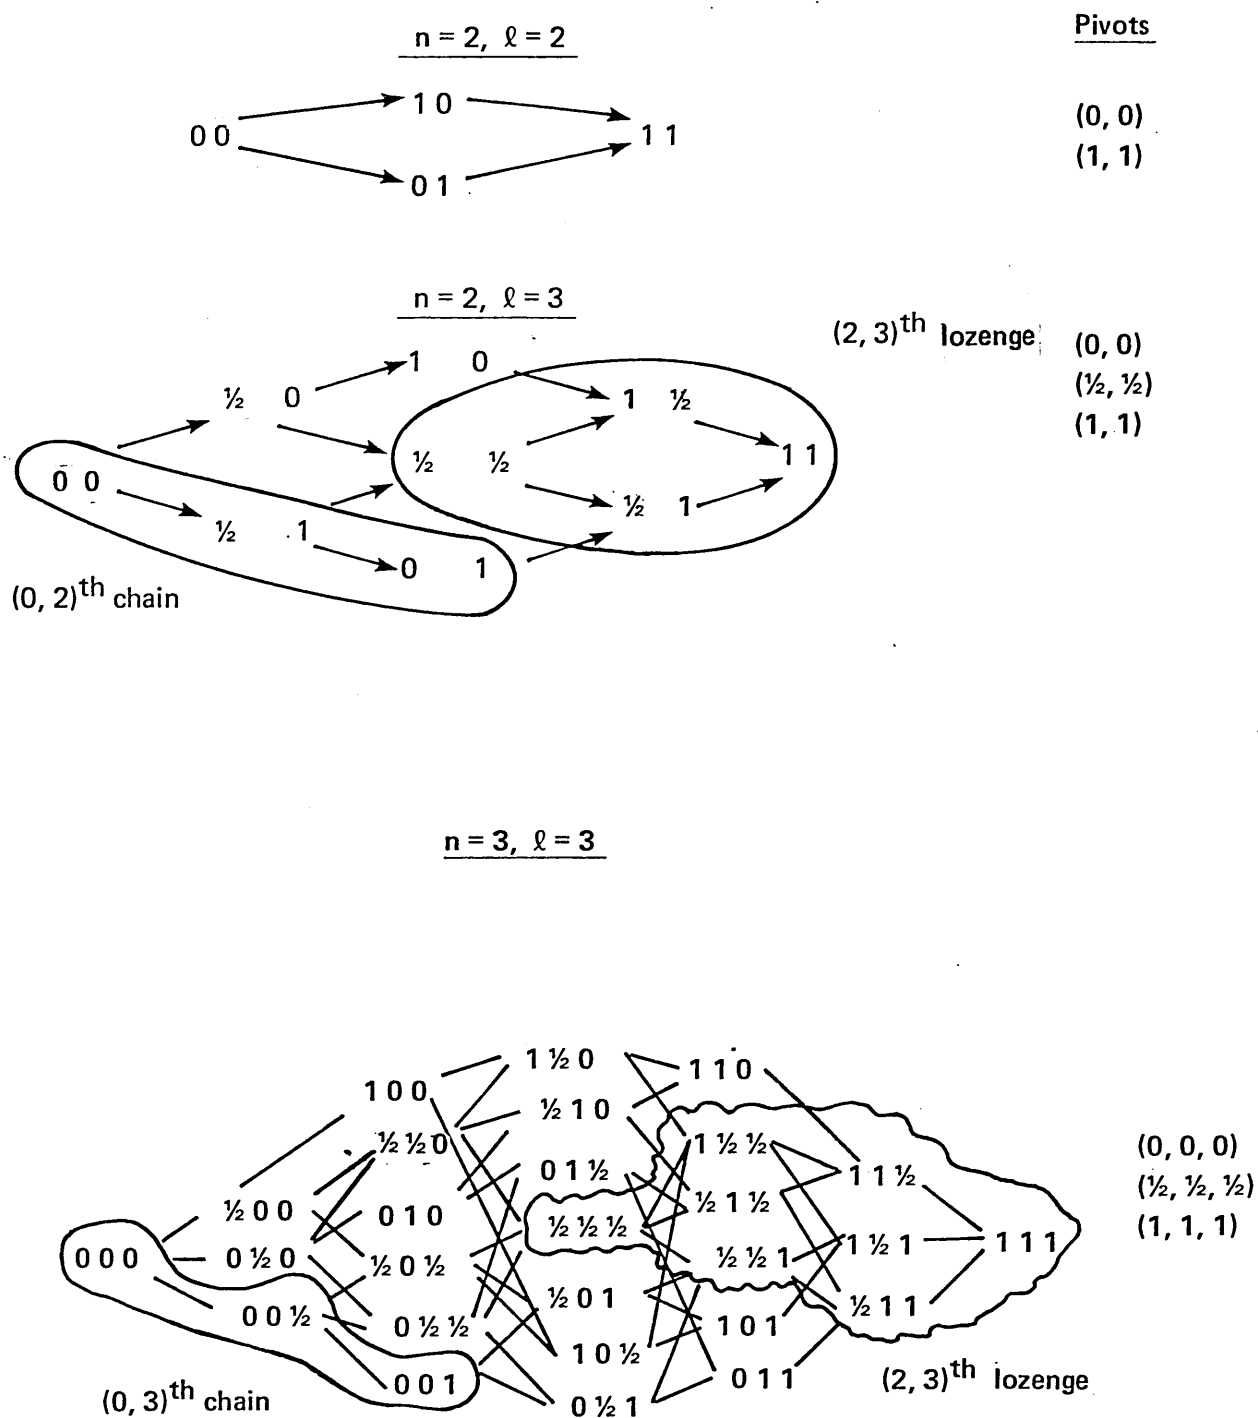 Pivots
n = 2, ℓ = 2
1 0
0 0
1 1
0 1
(0, 0)
(1, 1)
n = 2, ℓ = 3
(2, 3)th lozenge
(0, 0)
(½, ½)
(1, 1)
1 0
½ 0
1 ½
½ ½
1 1
0 0
½ 1
½ 1
0 1
(0, 2)th chain
n = 3, ℓ = 3
1 ½ 0
1 0 0
1 1 0
½ 1 0
½ ½ 0
1 ½ ½
0 1 ½
1 1 ½
½ 0 0
0 1 0
½ 1 ½
½ ½ ½
0 0 0
0 ½ 0
½ 0 ½
½ ½ 1
1 ½ 1
1 1 1
½ 0 1
½ 1 1
0 0 ½
0 ½ ½
1 0 1
1 0 ½
0 0 1
0 1 1
0 ½ 1
(0, 0, 0)
(½, ½, ½)
(1, 1, 1)
(0, 3)th chain
(2, 3)th lozenge